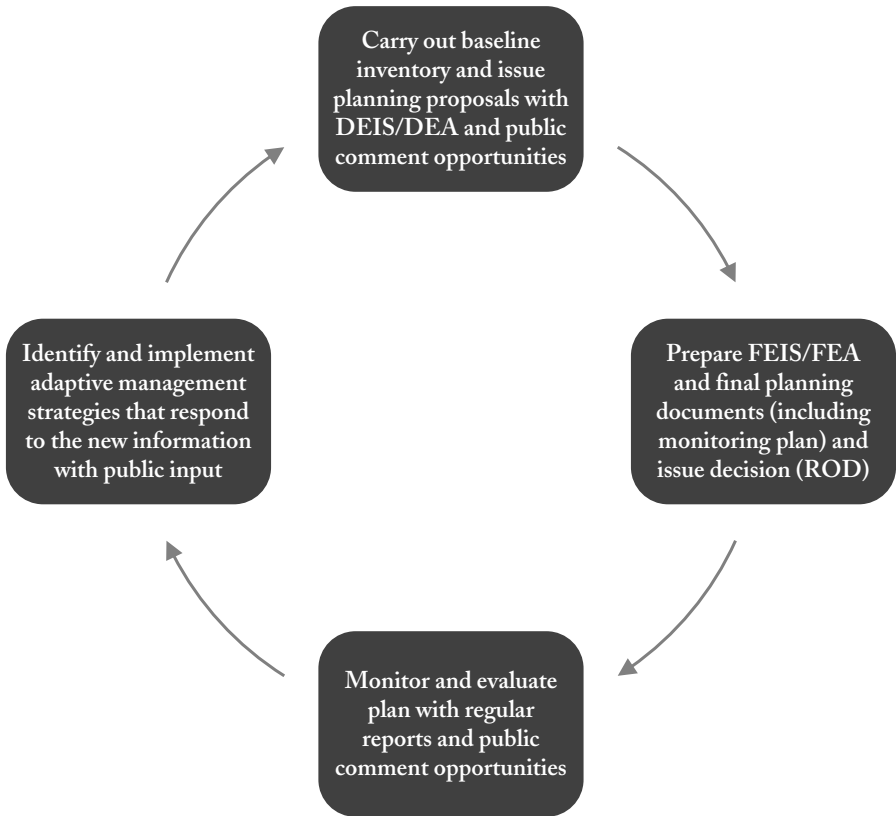 Carry out baseline
inventory and issue
planning proposals with
DEIS/DEA and public
comment opportunities
Prepare FEIS/FEA
and final planning
documents (including
monitoring plan) and
issue decision (ROD)
Monitor and evaluate
plan with regular
reports and public
comment opportunities
Identify and implement
adaptive management
strategies that respond
to the new information
with public input